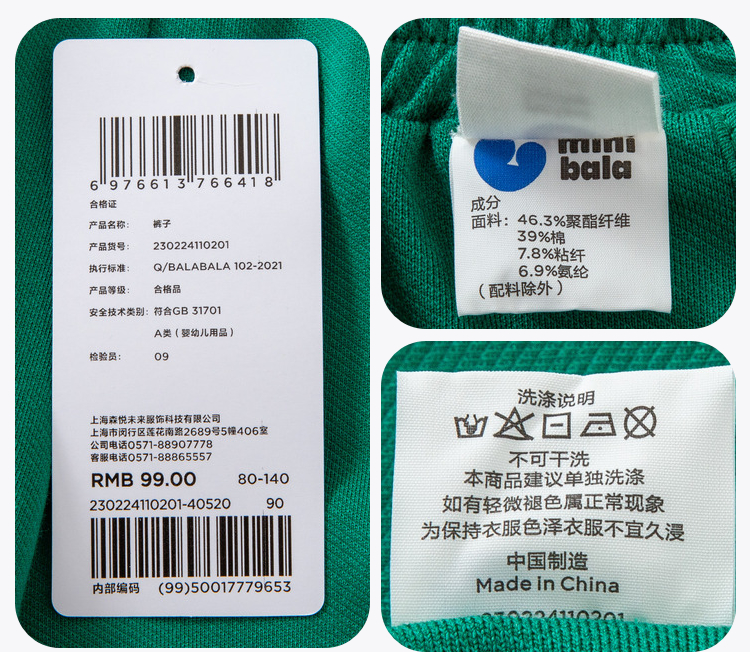 6 976613 766418
合格证
产品名称: 裤子
产品货号: 230224110201
执行标准: Q/BALABALA 102-2021
产品等级: 合格品
安全技术类别: 符合GB 31701
A类（婴幼儿用品）
检验员: 09
上海森悦未来服饰科技有限公司
上海市闵行区莲花南路2689号5幢406室
公司电话0571-88907778
客服电话0571-88865557
RMB 99.00 80-140
230224110201-40520 90
内部编码 (99)50017779653
mini
bala
成分
面料: 46.3%聚酯纤维
39%棉
7.8%粘纤
6.9%氨纶
（配料除外）
洗涤说明
不可干洗
本商品建议单独洗涤
如有轻微褪色属正常现象
为保持衣服色泽衣服不宜久浸
中国制造
Made in China
230224110201